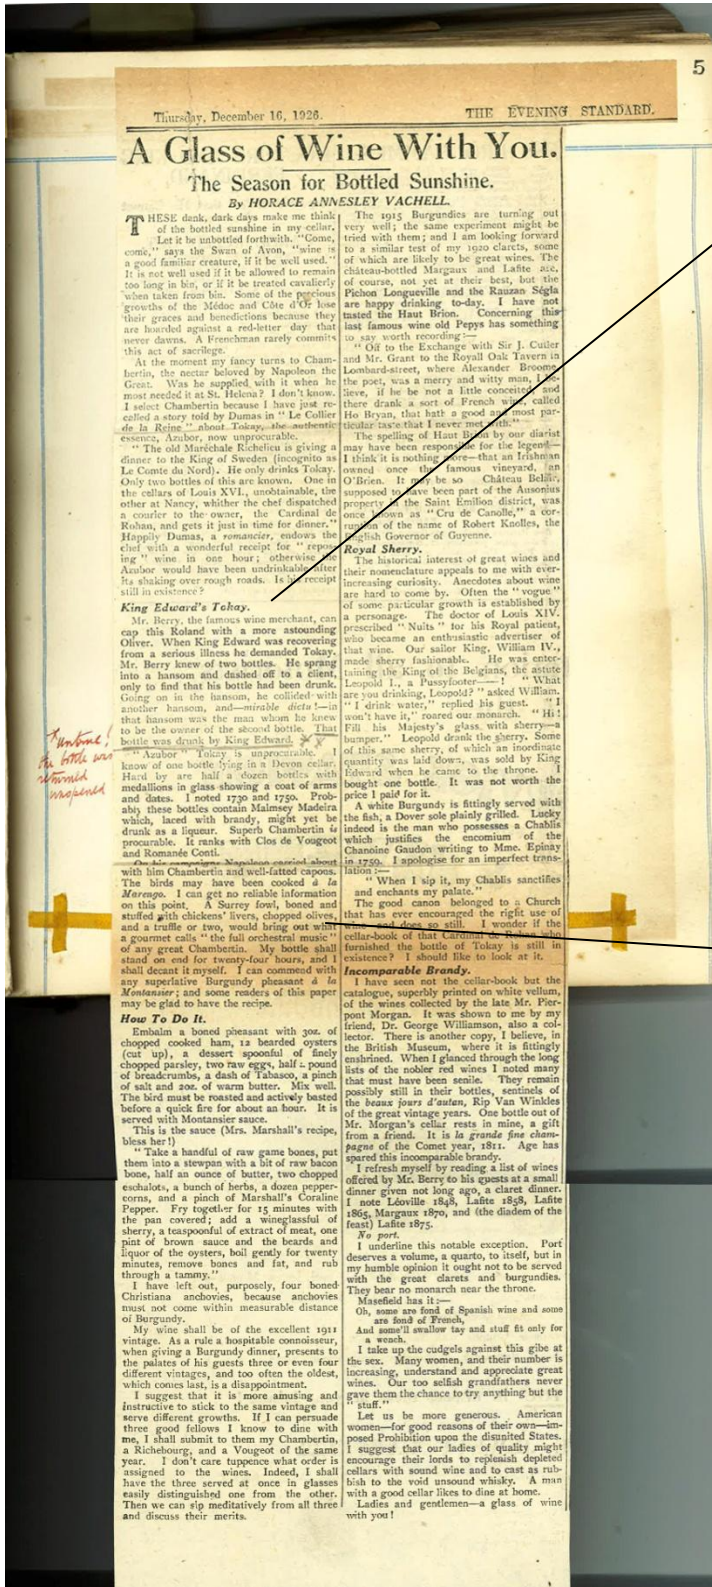 5
Thursday, December 16, 1926. THE EVENING STANDARD.
A Glass of Wine With You.
The Season for Bottled Sunshine.
By HORACE ANNESLEY VACHELL.
THESE dank, dark days make me think
of the bottled sunshine in my cellar.
Let it be unbottled forthwith. "Come,
come," says the Swan of Avon, "wine is
a good familiar creature, if it be well used."
It is not well used if it be allowed to remain
too long in bin, or if it be treated cavalierly
when taken from bin. Some of the precious
growths of the Médoc and Côte d'Or lose
their graces and benedictions because they
are hoarded against a red-letter day that
never dawns. A Frenchman rarely commits
this act of sacrilege.
At the moment my fancy turns to Cham-
bertin, the nectar beloved by Napoleon the
Great. Was he supplied with it when he
most needed it at St. Helena? I don't know.
I select Chambertin because I have just re-
called a story told by Dumas in "Le Collier
de la Reine" about Tokay, the authentic
essence, Azubor, now unprocurable.
"The old Maréchale Richelieu is giving a
dinner to the King of Sweden (incognito as
Le Comte du Nord). He only drinks Tokay.
Only two bottles of this are known. One in
the cellars of Louis XVI., unobtainable, the
other at Nancy, whither the chef dispatched
a courier to the owner, the Cardinal de
Rohan, and gets it just in time for dinner."
Happily Dumas, a romancier, endows the
chef with a wonderful receipt for "repos-
ing" wine in one hour; otherwise the
Azubor would have been undrinkable after
its shaking over rough roads. Is his receipt
still in existence?
King Edward's Tokay.
Mr. Berry, the famous wine merchant, can
cap this Roland with a more astounding
Oliver. When King Edward was recovering
from a serious illness he demanded Tokay.
Mr. Berry knew of two bottles. He sprang
into a hansom and dashed off to a client,
only to find that his bottle had been drunk.
Going on in the hansom, he collided with
another hansom, and—mirable dictu!—in
that hansom was the man whom he knew
to be the owner of the second bottle. That
bottle was drunk by King Edward.
* untrue!
the bottle was
returned
unopened
"Azubor" Tokay is unprocurable. I
know of one bottle lying in a Devon cellar.
Hard by are half a dozen bottles with
medallions in glass showing a coat of arms
and dates. I noted 1730 and 1750. Prob-
ably these bottles contain Malmsey Madeira
which, laced with brandy, might yet be
drunk as a liqueur. Superb Chambertin is
procurable. It ranks with Clos de Vougeot
and Romanée Conti.
On his campaigns Napoleon carried about
with him Chambertin and well-fatted capons.
The birds may have been cooked à la
Marengo. I can get no reliable information
on this point. A Surrey fowl, boned and
stuffed with chickens' livers, chopped olives,
and a truffle or two, would bring out what
a gourmet calls "the full orchestral music"
of any great Chambertin. My bottle shall
stand on end for twenty-four hours, and I
shall decant it myself. I can commend with
any superlative Burgundy pheasant à la
Montansier; and some readers of this paper
may be glad to have the recipe.
How To Do It.
Embalm a boned pheasant with 3oz. of
chopped cooked ham, 12 bearded oysters
(cut up), a dessert spoonful of finely
chopped parsley, two raw eggs, half a pound
of breadcrumbs, a dash of Tabasco, a pinch
of salt and 2oz. of warm butter. Mix well.
The bird must be roasted and actively basted
before a quick fire for about an hour. It is
served with Montansier sauce.
This is the sauce (Mrs. Marshall's recipe,
bless her!)
"Take a handful of raw game bones, put
them into a stewpan with a bit of raw bacon
bone, half an ounce of butter, two chopped
eschalots, a bunch of herbs, a dozen pepper-
corns, and a pinch of Marshall's Coraline
Pepper. Fry together for 15 minutes with
the pan covered; add a wineglassful of
sherry, a teaspoonful of extract of meat, one
pint of brown sauce and the beards and
liquor of the oysters, boil gently for twenty
minutes, remove bones and fat, and rub
through a tammy."
I have left out, purposely, four boned
Christiana anchovies, because anchovies
must not come within measurable distance
of Burgundy.
My wine shall be of the excellent 1911
vintage. As a rule a hospitable connoisseur,
when giving a Burgundy dinner, presents to
the palates of his guests three or even four
different vintages, and too often the oldest,
which comes last, is a disappointment.
I suggest that it is more amusing and
instructive to stick to the same vintage and
serve different growths. If I can persuade
three good fellows I know to dine with
me, I shall submit to them my Chambertin,
a Richebourg, and a Vougeot of the same
year. I don't care tuppence what order is
assigned to the wines. Indeed, I shall
have the three served at once in glasses
easily distinguished one from the other.
Then we can sip meditatively from all three
and discuss their merits.
The 1915 Burgundies are turning out
very well; the same experiment might be
tried with them; and I am looking forward
to a similar test of my 1920 clarets, some
of which are likely to be great wines. The
château-bottled Margaux and Lafite are,
of course, not yet at their best, but the
Pichon Longueville and the Rauzan Ségla
are happy drinking to-day. I have not
tasted the Haut Brion. Concerning this
last famous wine old Pepys has something
to say worth recording:—
"Off to the Exchange with Sir J. Cutler
and Mr. Grant to the Royall Oak Tavern in
Lombard-street, where Alexander Broome
the poet, was a merry and witty man, I be-
lieve, if he be not a little conceited, and
there drank a sort of French wine, called
Ho Bryan, that hath a good and most par-
ticular taste that I never met with."
The spelling of Haut Brion by our diarist
may have been responsible for the legend—
I think it is nothing more—that an Irishman
owned once the famous vineyard, an
O'Brien. It may be so Château Belair,
supposed to have been part of the Ausonius
property in the Saint Emilion district, was
once known as "Cru de Canolle," a cor-
ruption of the name of Robert Knolles, the
English Governor of Guyenne.
Royal Sherry.
The historical interest of great wines and
their nomenclature appeals to me with ever-
increasing curiosity. Anecdotes about wine
are hard to come by. Often the "vogue"
of some particular growth is established by
a personage. The doctor of Louis XIV.
prescribed "Nuits" for his Royal patient,
who became an enthusiastic advertiser of
that wine. Our sailor King, William IV.,
made sherry fashionable. He was enter-
taining the King of the Belgians, the astute
Leopold I., a Pussyfooter——! "What
are you drinking, Leopold?" asked William.
"I drink water," replied his guest. "I
won't have it," roared our monarch. "Hi!
Fill his Majesty's glass with sherry—a
bumper." Leopold drank the sherry. Some
of this same sherry, of which an inordinate
quantity was laid down, was sold by King
Edward when he came to the throne. I
bought one bottle. It was not worth the
price I paid for it.
A white Burgundy is fittingly served with
the fish, a Dover sole plainly grilled. Lucky
indeed is the man who possesses a Chablis
which justifies the encomium of the
Chanoine Gaudon writing to Mme. Epinay
in 1750. I apologise for an imperfect trans-
lation:—
"When I sip it, my Chablis sanctifies
and enchants my palate."
The good canon belonged to a Church
that has ever encouraged the right use of
wine and does so still. I wonder if the
cellar-book of that Cardinal de Rohan who
furnished the bottle of Tokay is still in
existence? I should like to look at it.
Incomparable Brandy.
I have seen not the cellar-book but the
catalogue, superbly printed on white vellum,
of the wines collected by the late Mr. Pier-
pont Morgan. It was shown to me by my
friend, Dr. George Williamson, also a col-
lector. There is another copy, I believe, in
the British Museum, where it is fittingly
enshrined. When I glanced through the long
lists of the nobler red wines I noted many
that must have been senile. They remain
possibly still in their bottles, sentinels of
the beaux jours d'autan, Rip Van Winkles
of the great vintage years. One bottle out of
Mr. Morgan's cellar rests in mine, a gift
from a friend. It is la grande fine cham-
pagne of the Comet year, 1811. Age has
spared this incomparable brandy.
I refresh myself by reading a list of wines
offered by Mr. Berry to his guests at a small
dinner given not long ago, a claret dinner.
I note Léoville 1848, Lafite 1858, Lafite
1865, Margaux 1870, and (the diadem of the
feast) Lafite 1875.
No port.
I underline this notable exception. Port
deserves a volume, a quarto, to itself, but in
my humble opinion it ought not to be served
with the great clarets and burgundies.
They bear no monarch near the throne.
Masefield has it:—
Oh, some are fond of Spanish wine and some
are fond of French,
And some'll swallow tay and stuff fit only for
a wench.
I take up the cudgels against this gibe at
the sex. Many women, and their number is
increasing, understand and appreciate great
wines. Our too selfish grandfathers never
gave them the chance to try anything but the
"stuff."
Let us be more generous. American
women—for good reasons of their own—im-
posed Prohibition upon the disunited States.
I suggest that our ladies of quality might
encourage their lords to replenish depleted
cellars with sound wine and to cast as rub-
bish to the void unsound whisky. A man
with a good cellar likes to dine at home.
Ladies and gentlemen—a glass of wine
with you!